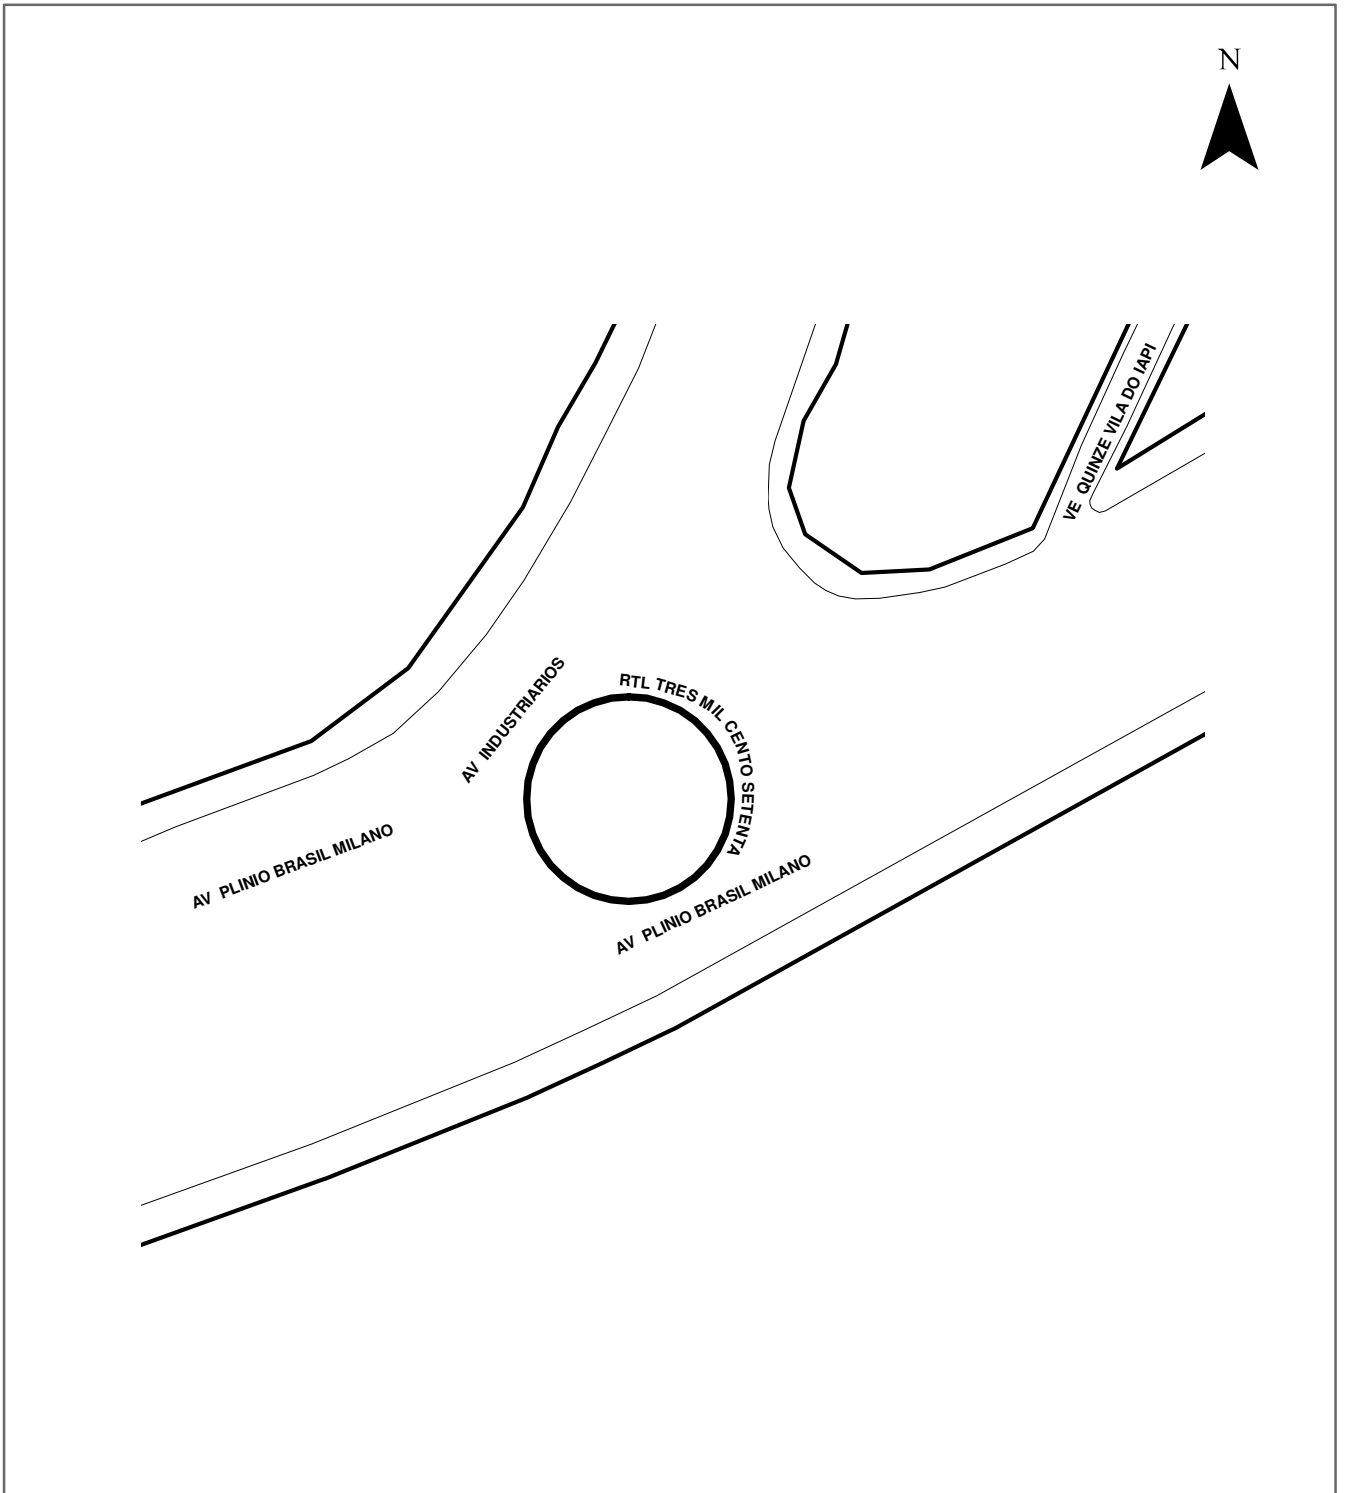 N
VE QUINZE VILA DO IAPI
AV INDUSTRIARIOS
RTL TRES MIL CENTO SETENTA
AV PLINIO BRASIL MILANO
AV PLINIO BRASIL MILANO